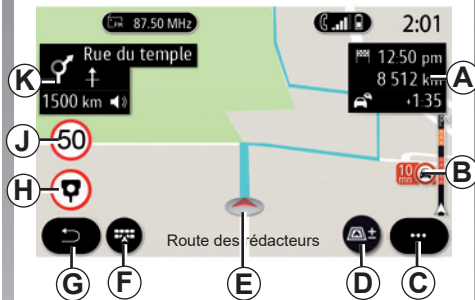 FM 87.50 MHz
2:01
K
Rue du temple
1500 km
12:50 pm
8 512 km
+1:35
A
J
50
10
mn
B
H
Route des rédacteurs
G
F
E
D
±
C